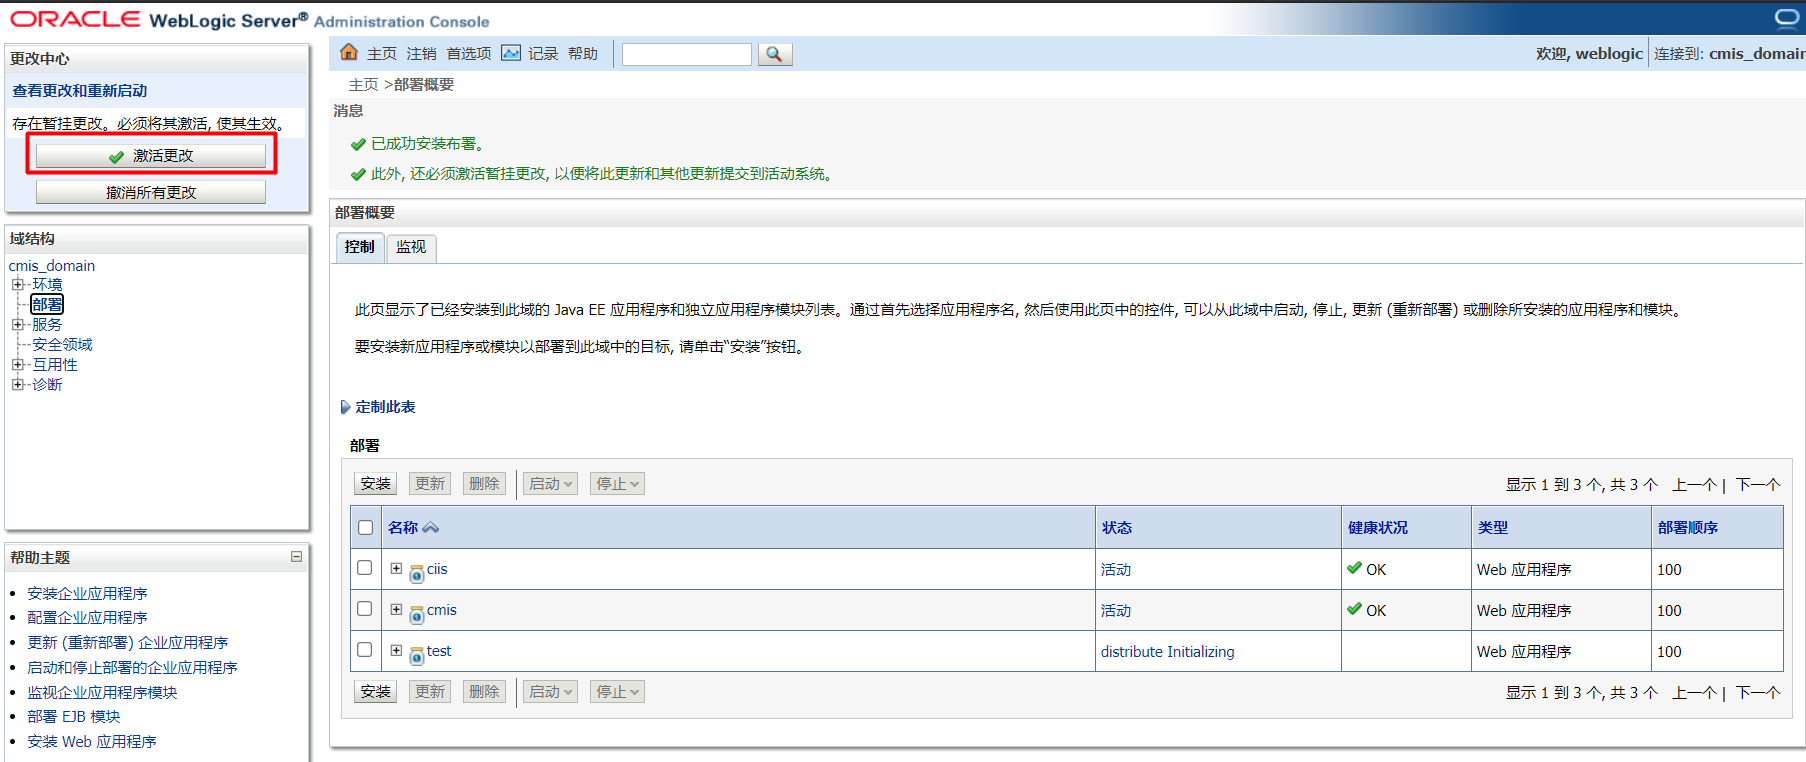 ORACLE WebLogic Server® Administration Console
更改中心
查看更改和重新启动
存在暂挂更改。必须将其激活, 使其生效。
激活更改
撤消所有更改
域结构
cmis_domain
环境
部署
服务
安全领域
互用性
诊断
帮助主题
安装企业应用程序
配置企业应用程序
更新 (重新部署) 企业应用程序
启动和停止部署的企业应用程序
监视企业应用程序模块
部署 EJB 模块
安装 Web 应用程序
主页 注销 首选项 记录 帮助
欢迎, weblogic 连接到: cmis_domain
主页 >部署概要
消息
已成功安装布署。
此外, 还必须激活暂挂更改, 以便将此更新和其他更新提交到活动系统。
部署概要
控制 监视
此页显示了已经安装到此域的 Java EE 应用程序和独立应用程序模块列表。通过首先选择应用程序名, 然后使用此页中的控件, 可以从此域中启动, 停止, 更新 (重新部署) 或删除所安装的应用程序和模块。
要安装新应用程序或模块以部署到此域中的目标, 请单击“安装”按钮。
定制此表
部署
安装 更新 删除 启动 停止 显示 1 到 3 个, 共 3 个 上一个 | 下一个
名称 状态 健康状况 类型 部署顺序
ciis 活动 OK Web 应用程序 100
cmis 活动 OK Web 应用程序 100
test distribute Initializing Web 应用程序 100
安装 更新 删除 启动 停止 显示 1 到 3 个, 共 3 个 上一个 | 下一个